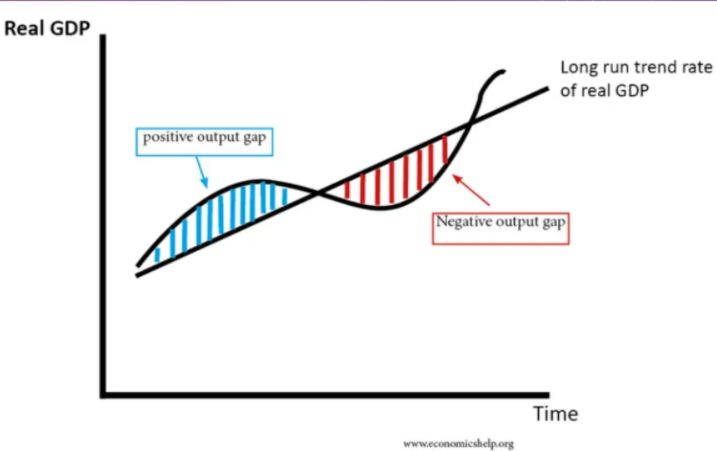 Real GDP
Long run trend rate
of real GDP
positive output gap
Negative output gap
Time
www.economicshelp.org